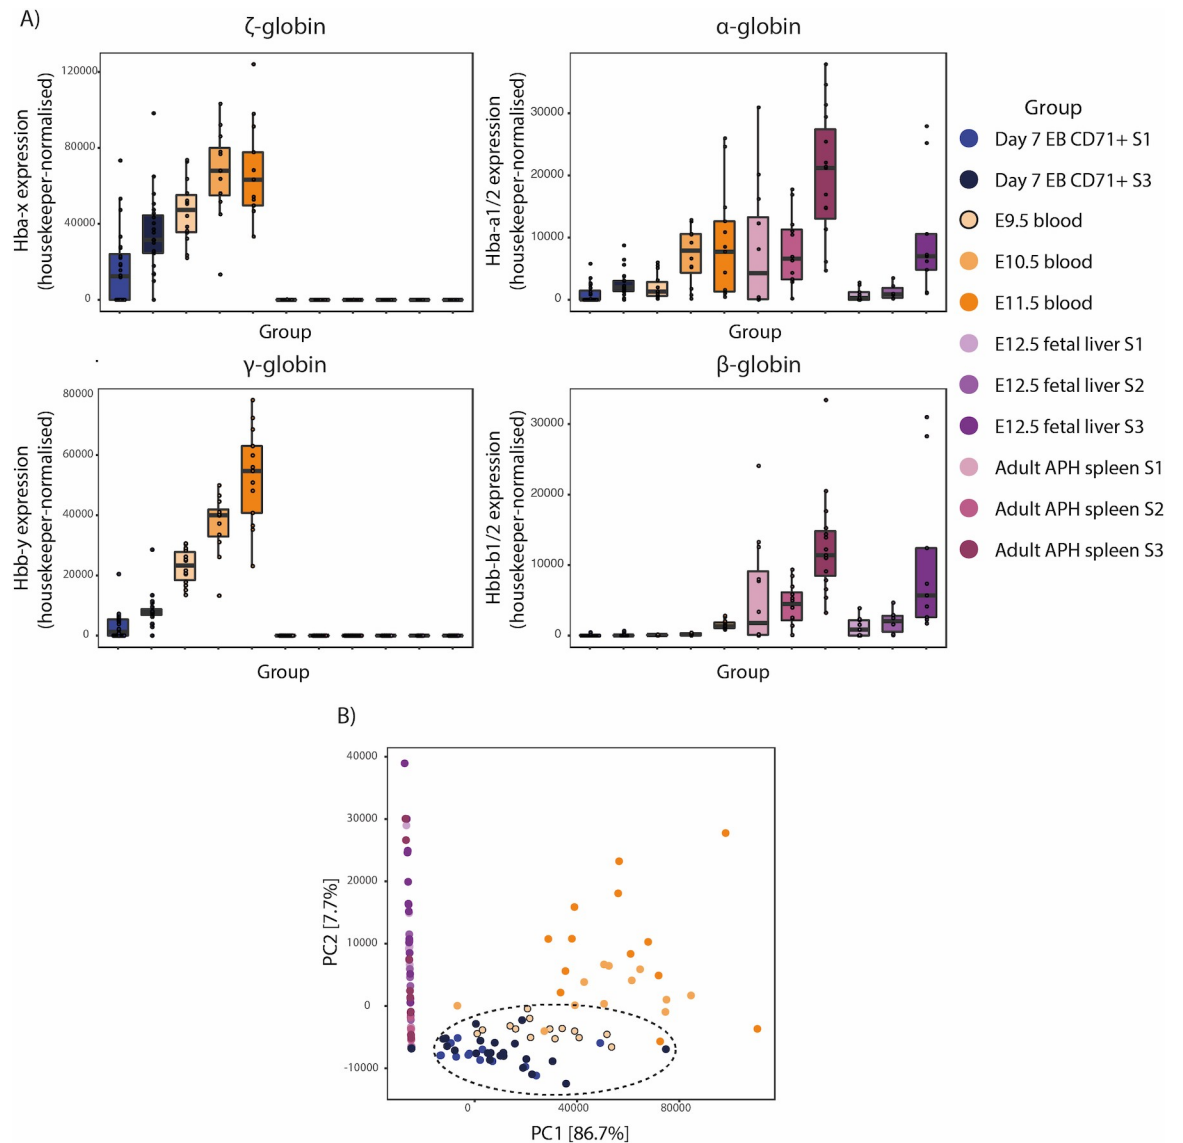 A)
ζ-globin
Hba-x expression
(housekeeper-normalised)
120000
80000
40000
0
Group
α-globin
Hba-a1/2 expression
(housekeeper-normalised)
30000
20000
10000
0
Group
γ-globin
Hbb-y expression
(housekeeper-normalised)
80000
60000
40000
20000
0
Group
β-globin
Hbb-b1/2 expression
(housekeeper-normalised)
30000
20000
10000
0
Group
Group
Day 7 EB CD71+ S1
Day 7 EB CD71+ S3
E9.5 blood
E10.5 blood
E11.5 blood
E12.5 fetal liver S1
E12.5 fetal liver S2
E12.5 fetal liver S3
Adult APH spleen S1
Adult APH spleen S2
Adult APH spleen S3
B)
PC2 [7.7%]
40000
30000
20000
10000
0
-10000
0
40000
80000
PC1 [86.7%]